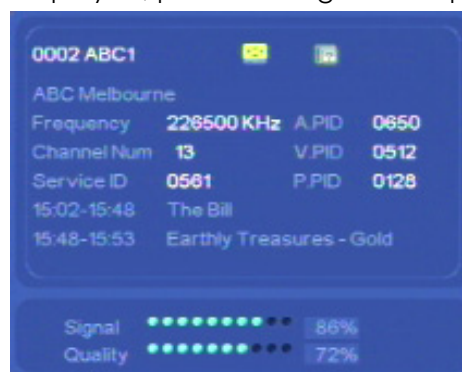 0002 ABC1
ABC Melbourne
Frequency 226500 KHz A.PID 0650
Channel Num 13 V.PID 0512
Service ID 0561 P.PID 0128
15:02-15:48 The Bill
15:48-15:53 Earthly Treasures - Gold
Signal 86%
Quality 72%